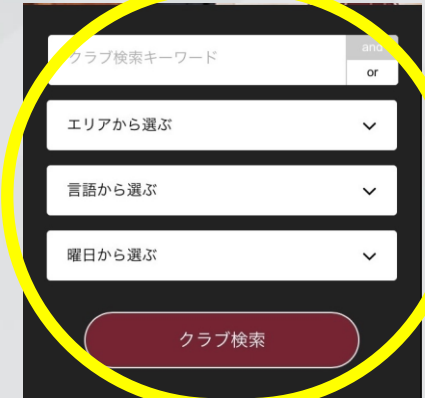 クラブ検索キーワード
and
or
エリアから選ぶ
言語から選ぶ
曜日から選ぶ
クラブ検索